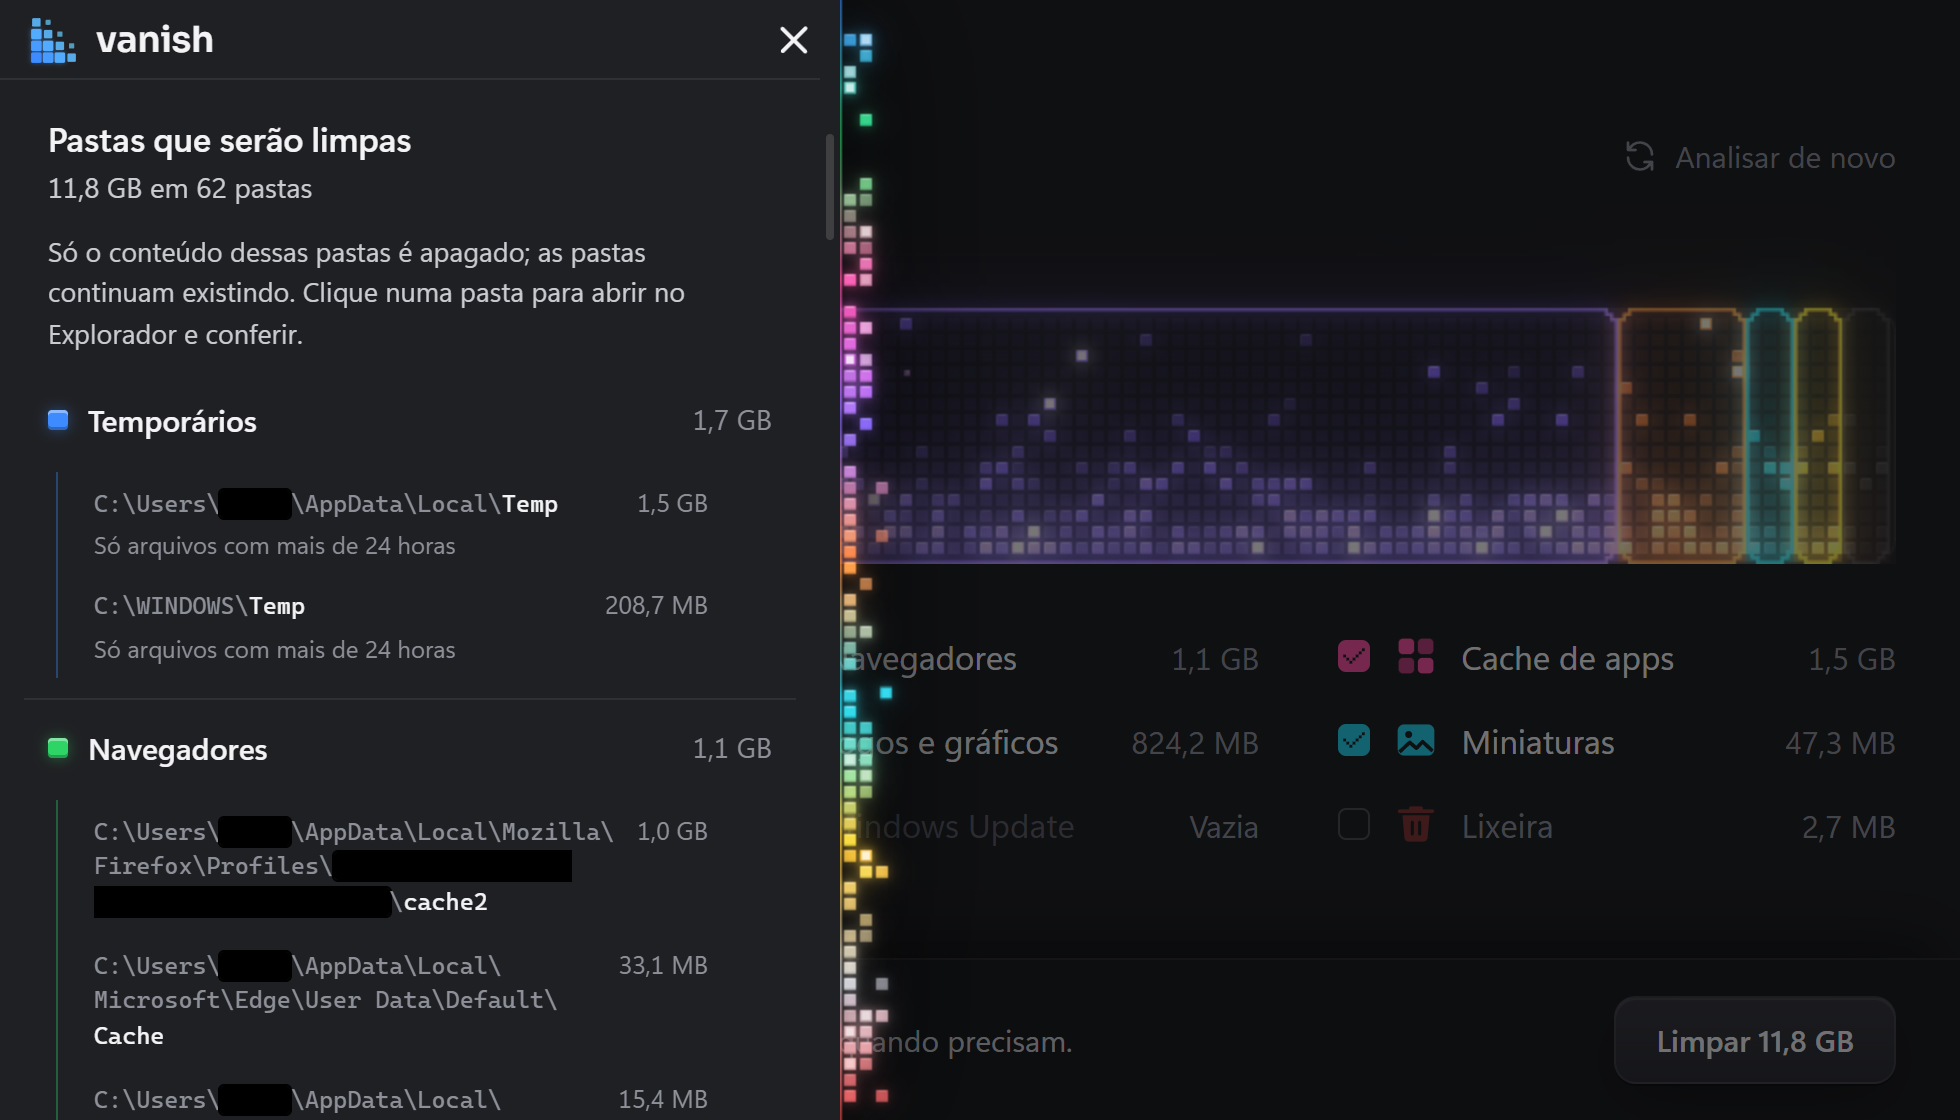 vanish
Pastas que serão limpas
11,8 GB em 62 pastas
Só o conteúdo dessas pastas é apagado; as pastas
continuam existindo. Clique numa pasta para abrir no
Explorador e conferir.
Temporários 1,7 GB
C:\Users\ \AppData\Local\Temp 1,5 GB
Só arquivos com mais de 24 horas
C:\WINDOWS\Temp 208,7 MB
Só arquivos com mais de 24 horas
Navegadores 1,1 GB
C:\Users\ \AppData\Local\Mozilla\ 1,0 GB
Firefox\Profiles\
\cache2
C:\Users\ \AppData\Local\ 33,1 MB
Microsoft\Edge\User Data\Default\
Cache
C:\Users\ \AppData\Local\ 15,4 MB
Analisar de novo
avegadores 1,1 GB
Cache de apps 1,5 GB
os e gráficos 824,2 MB
Miniaturas 47,3 MB
indows Update Vazia
Lixeira 2,7 MB
ando precisam.
Limpar 11,8 GB